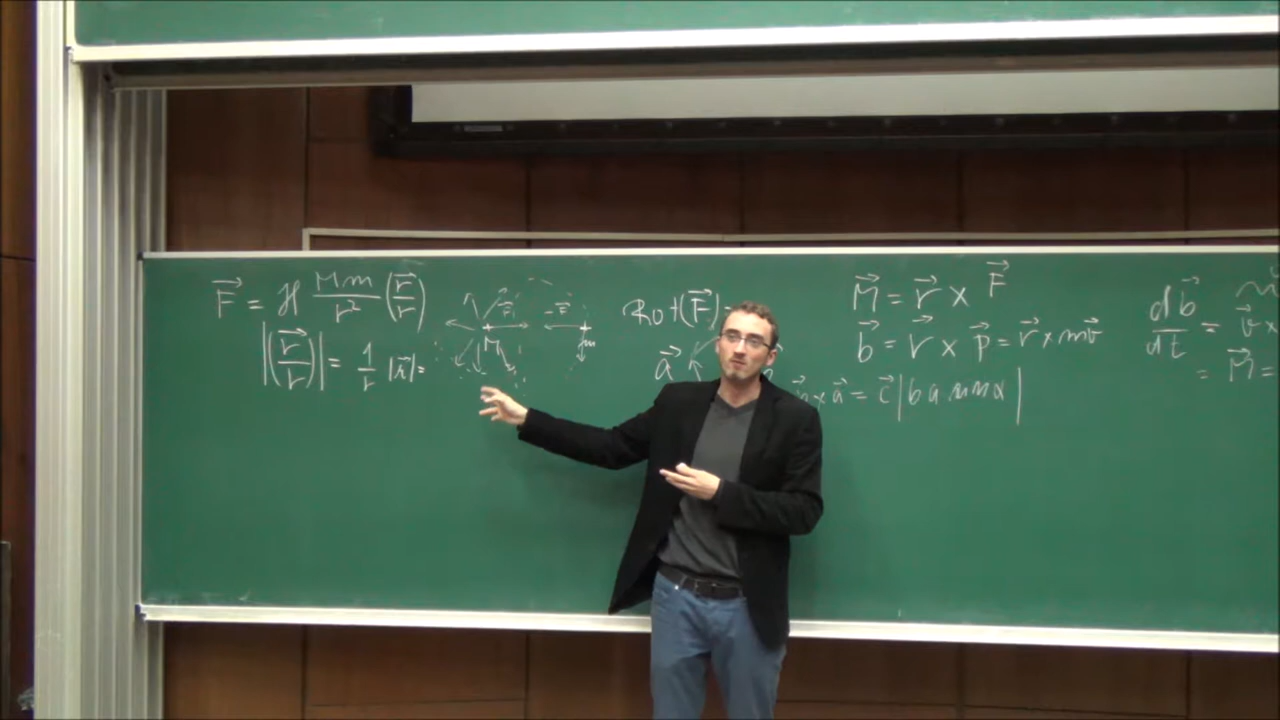 F⃗ = ℋ Mm/r² (r⃗/r)
|(r⃗/r)| = 1/r |r⃗| =
F⃗
-F⃗
M
m
Rot(F⃗) =
a⃗
b⃗×a⃗ = c⃗ |b a sin α|
M⃗ = r⃗ × F⃗
b⃗ = r⃗ × p⃗ = r⃗ × mv⃗
db⃗/dt = v⃗ ×
= M⃗ =